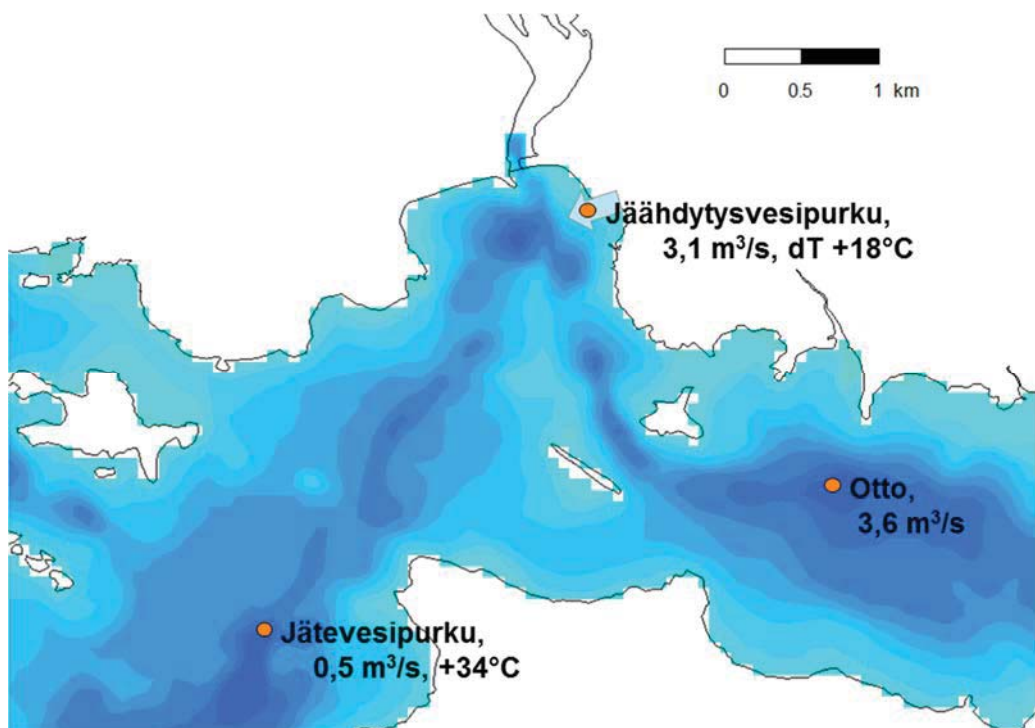 0 0.5 1 km
Jäähdytysvesipurku,
3,1 m³/s, dT +18°C
Otto,
3,6 m³/s
Jätevesipurku,
0,5 m³/s, +34°C